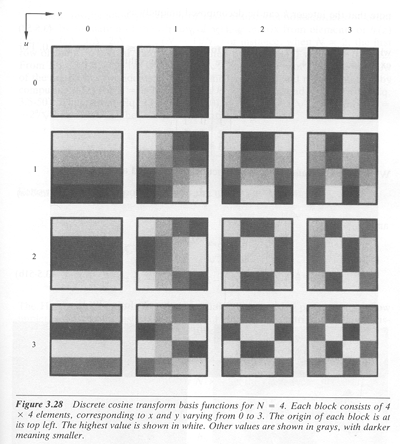 v
u
0 1 2 3
0
1
2
3
Figure 3.28 Discrete cosine transform basis functions for N = 4. Each block consists of 4
× 4 elements, corresponding to x and y varying from 0 to 3. The origin of each block is at
its top left. The highest value is shown in white. Other values are shown in grays, with darker
meaning smaller.